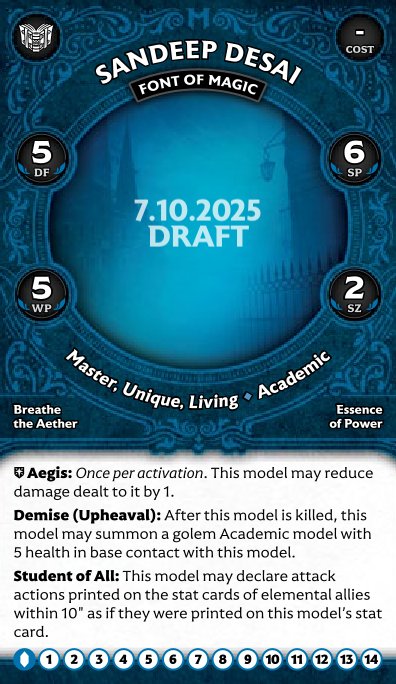 -
COST
SANDEEP DESAI
FONT OF MAGIC
5
DF
6
SP
7.10.2025
DRAFT
5
WP
2
SZ
Master, Unique, Living ⬥ Academic
Breathe
the Aether
Essence
of Power
Aegis: Once per activation. This model may reduce
damage dealt to it by 1.
Demise (Upheaval): After this model is killed, this
model may summon a golem Academic model with
5 health in base contact with this model.
Student of All: This model may declare attack
actions printed on the stat cards of elemental allies
within 10" as if they were printed on this model's stat
card.
1 2 3 4 5 6 7 8 9 10 11 12 13 14